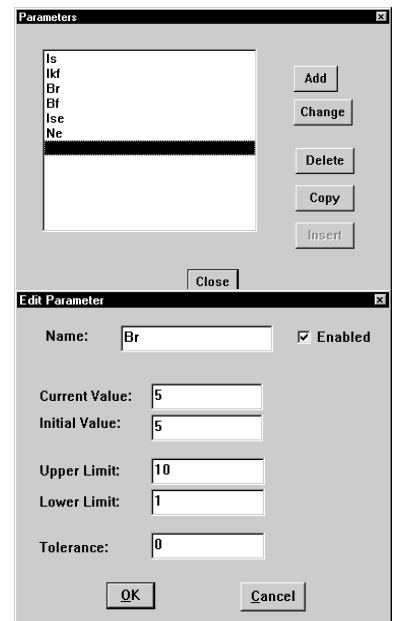 Parameters
Is
Ikf
Br
Bf
Ise
Ne
Add
Change
Delete
Copy
Insert
Close
Edit Parameter
Name: Br Enabled
Current Value: 5
Initial Value: 5
Upper Limit: 10
Lower Limit: 1
Tolerance: 0
OK Cancel